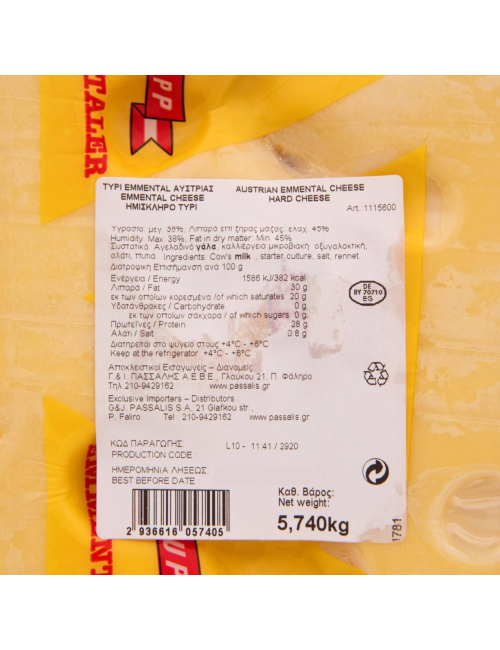 TALER
PP
ΤΥΡΙ EMMENTAL ΑΥΣΤΡΙΑΣ
EMMENTAL CHEESE
ΗΜΙΣΚΛΗΡΟ ΤΥΡΙ
AUSTRIAN EMMENTAL CHEESE
HARD CHEESE
Art. 1115600
Υγρασία: μεγ. 38%, Λιπαρά επί ξηράς μάζας: ελαχ. 45%
Humidity: Max. 38%, Fat in dry matter: Min. 45%
Συστατικά: Αγελαδινό γάλα, καλλιέργεια μικροβιακή, οξυγαλακτική,
αλάτι, πυτιά. Ingredients: Cow's milk , starter culture, salt, rennet
Διατροφική Επισήμανση ανά 100 g
Ενέργεια / Energy 1586 kJ/382 kcal
Λιπαρα / Fat 30 g
εκ των οποίων κορεσμένα /of which saturates 20 g
Υδατάνθρακες / Carbohydrate 0 g
εκ των οποίων σάκχαρα / of which sugars 0 g.
Πρωτεΐνες / Protein 28 g
Αλάτι / Salt 0.6 g
DE
BY 70710
EG
Διατηρείται στο ψυγείο στους +4°C - +6°C
Keep at the refrigerator +4°C - +6°C
Αποκλειστικοί Εισαγωγείς – Διανομείς:
Γ & Ι. ΠΑΣΣΑΛΗΣ Α.Ε.Β.Ε., Γλαύκου 21, Π. Φάληρο
Τηλ.210-9429162 www.passalis.gr
Exclusive Importers – Distributors
G&J. PASSALIS S.A, 21 Glafkou str.,
P. Faliro. Tel : 210-9429162 www.passalis.gr
ΚΩΔ ΠΑΡΑΓΩΓΗΣ
PRODUCTION CODE :
L10 - 11:41 / 2920
ΗΜΕΡΟΜΗΝΙΑ ΛΗΞΕΩΣ
BEST BEFORE DATE
Καθ. Βάρος:
Net weight:
5,740kg
2 936616 057405
1781
UPP